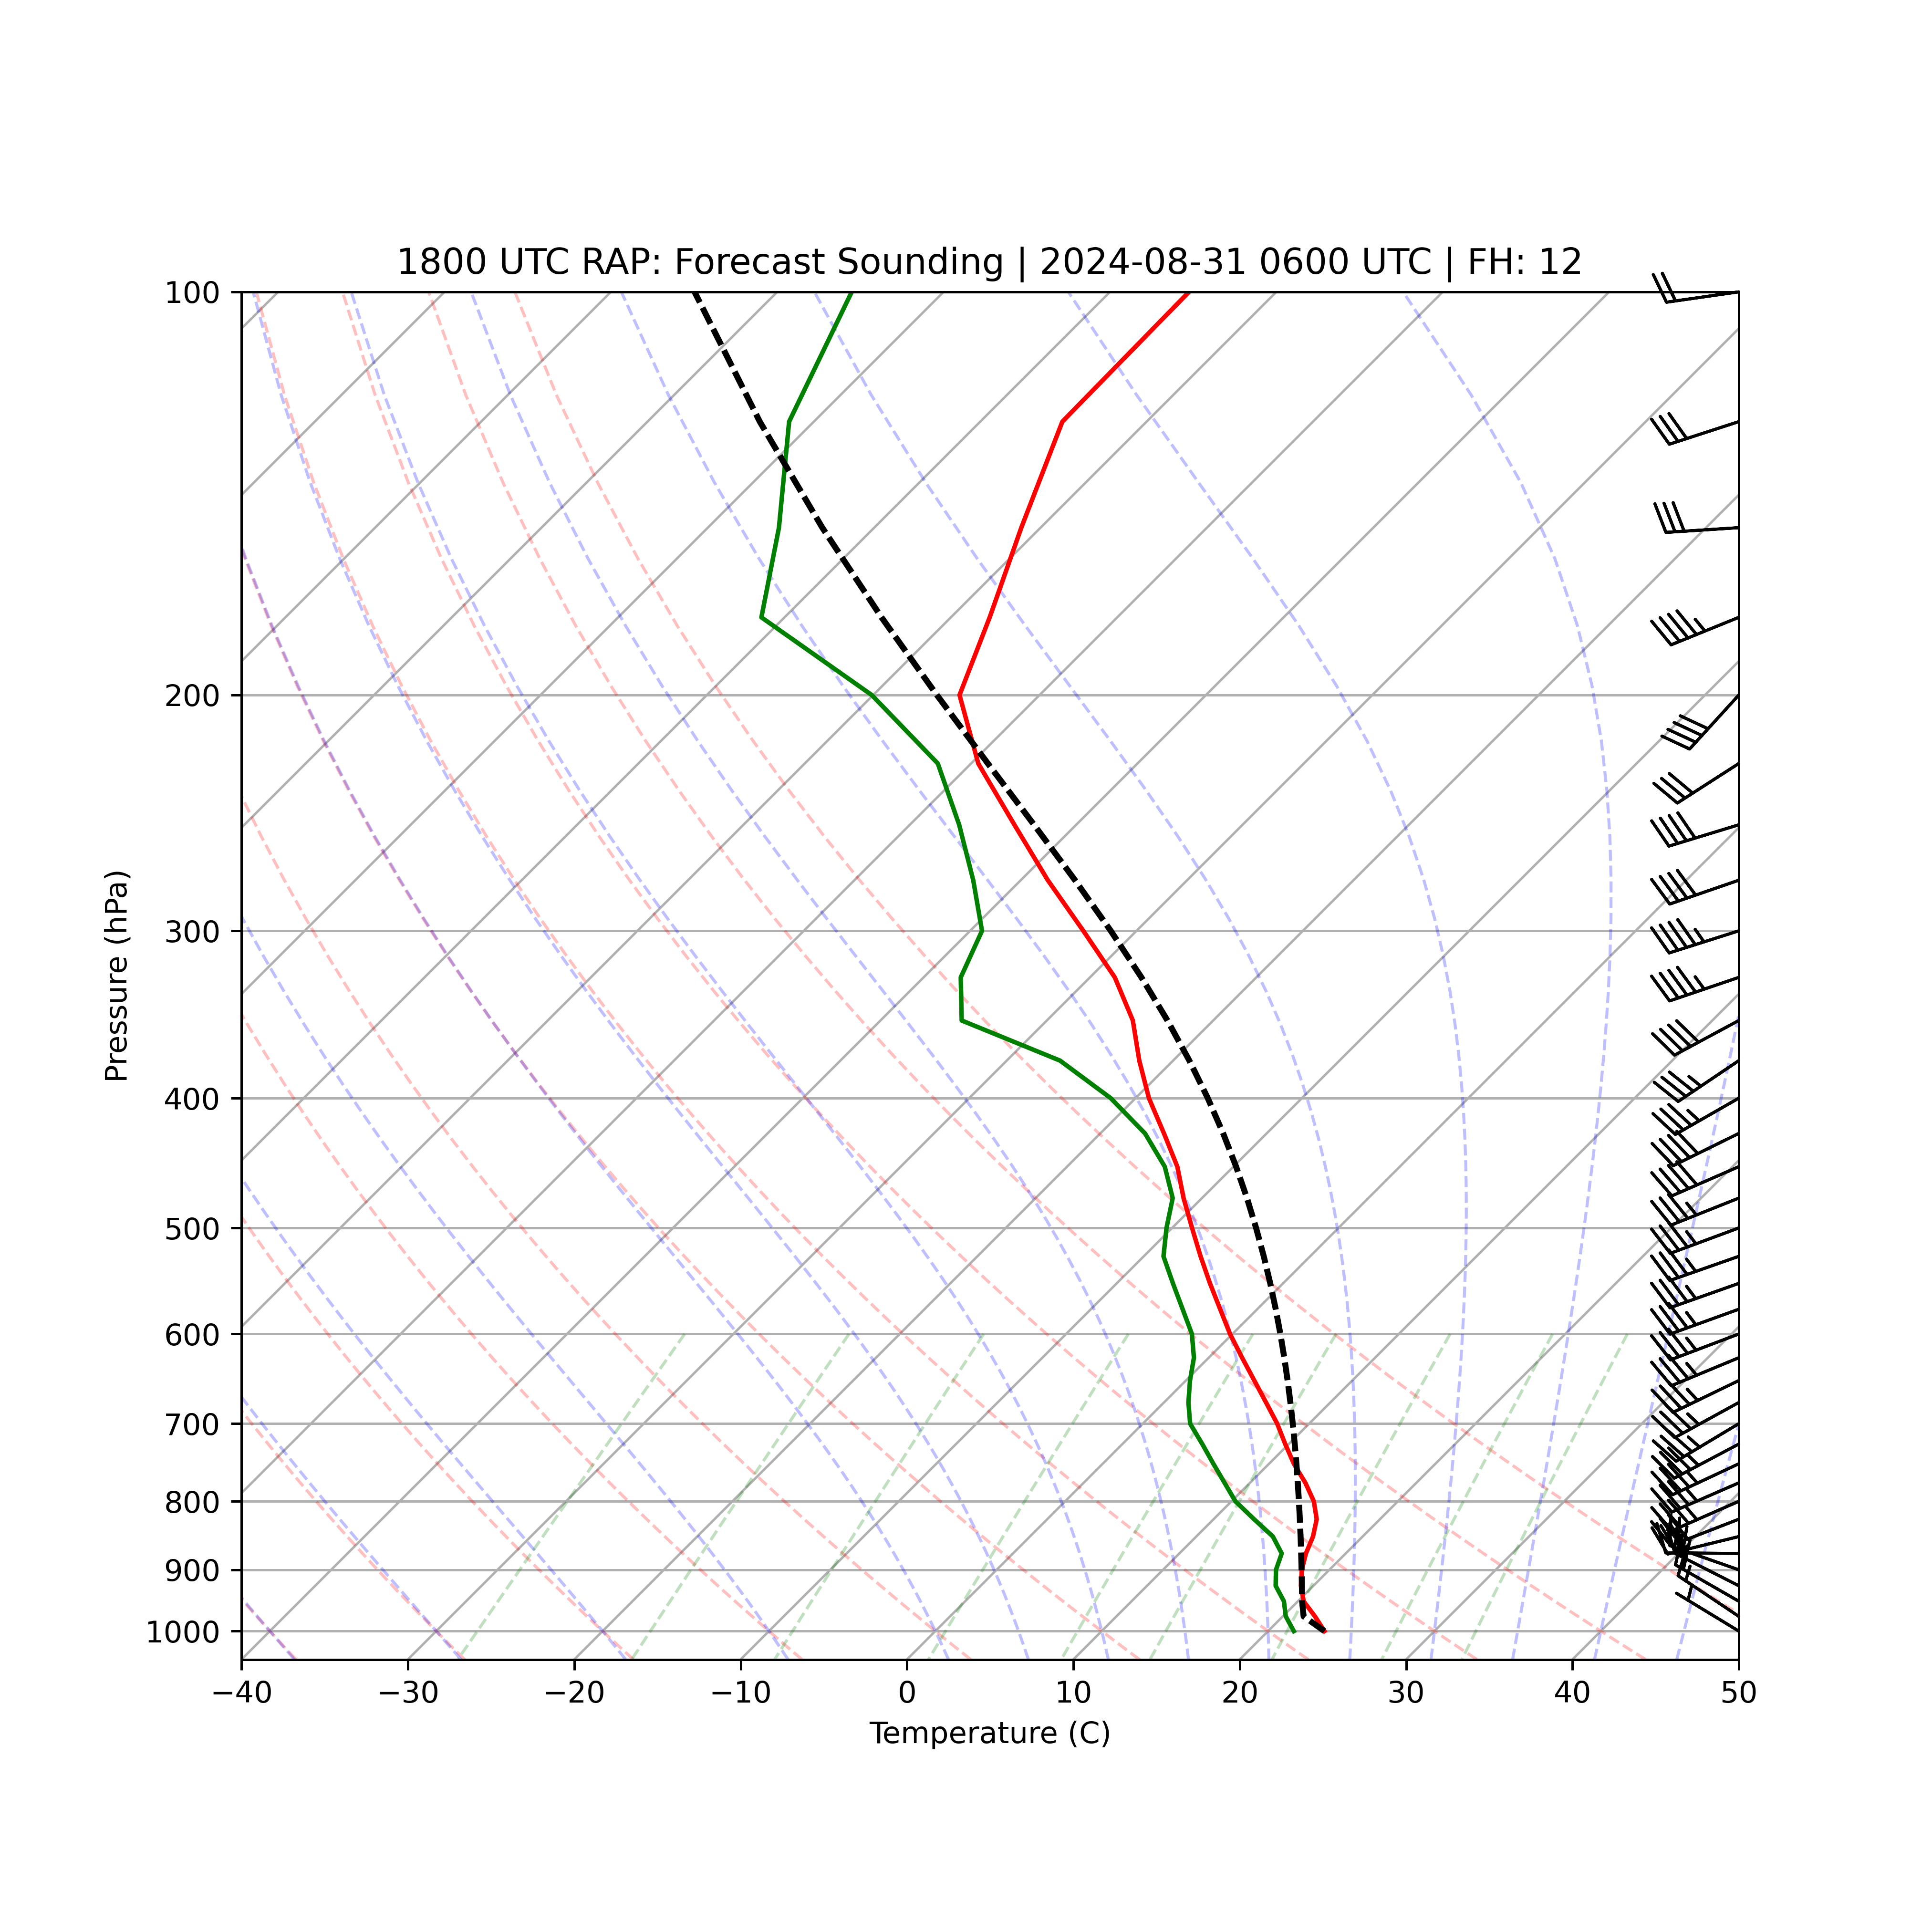 1800 UTC RAP: Forecast Sounding | 2024-08-31 0600 UTC | FH: 12
100
200
300
400
500
600
700
800
900
1000
Pressure (hPa)
−40 −30 −20 −10 0 10 20 30 40 50
Temperature (C)